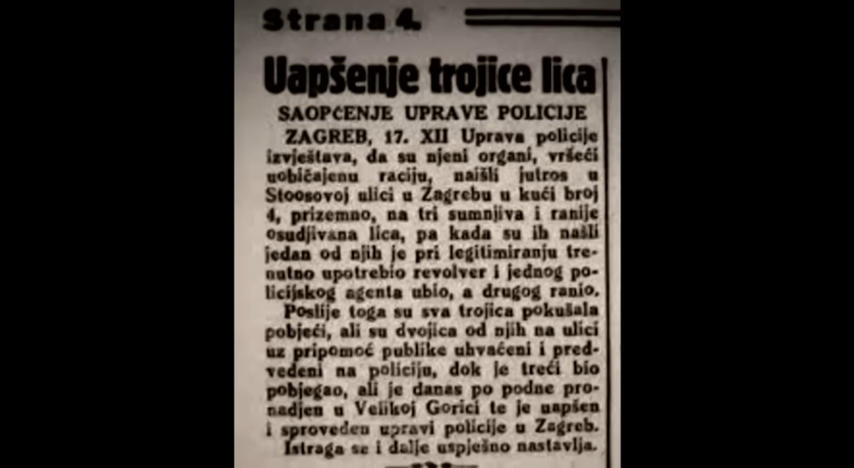 Strana 4.
Uapšenje trojice lica
SAOPĆENJE UPRAVE POLICIJE
ZAGREB, 17. XII Uprava policije
izvještava, da su njeni organi, vršeći
uobičajenu raciju, naišli jutros u
Stoosovoj ulici u Zagrebu u kući broj
4, prizemno, na tri sumnjiva i ranije
osudjivana lica, pa kada su ih našli
jedan od njih je pri legitimiranju tre-
nutno upotrebio revolver i jednog po-
licijskog agenta ubio, a drugog ranio.
Poslije toga su sva trojica pokušala
pobjeći, ali su dvojica od njih na ulici
uz pripomoć publike uhvaćeni i pred-
vedeni na policiju, dok je treći bio
pobjegao, ali je danas po podne pro-
nadjen u Velikoj Gorici te je uapšen
i sproveden upravi policije u Zagreb.
Istraga se i dalje uspješno nastavlja.